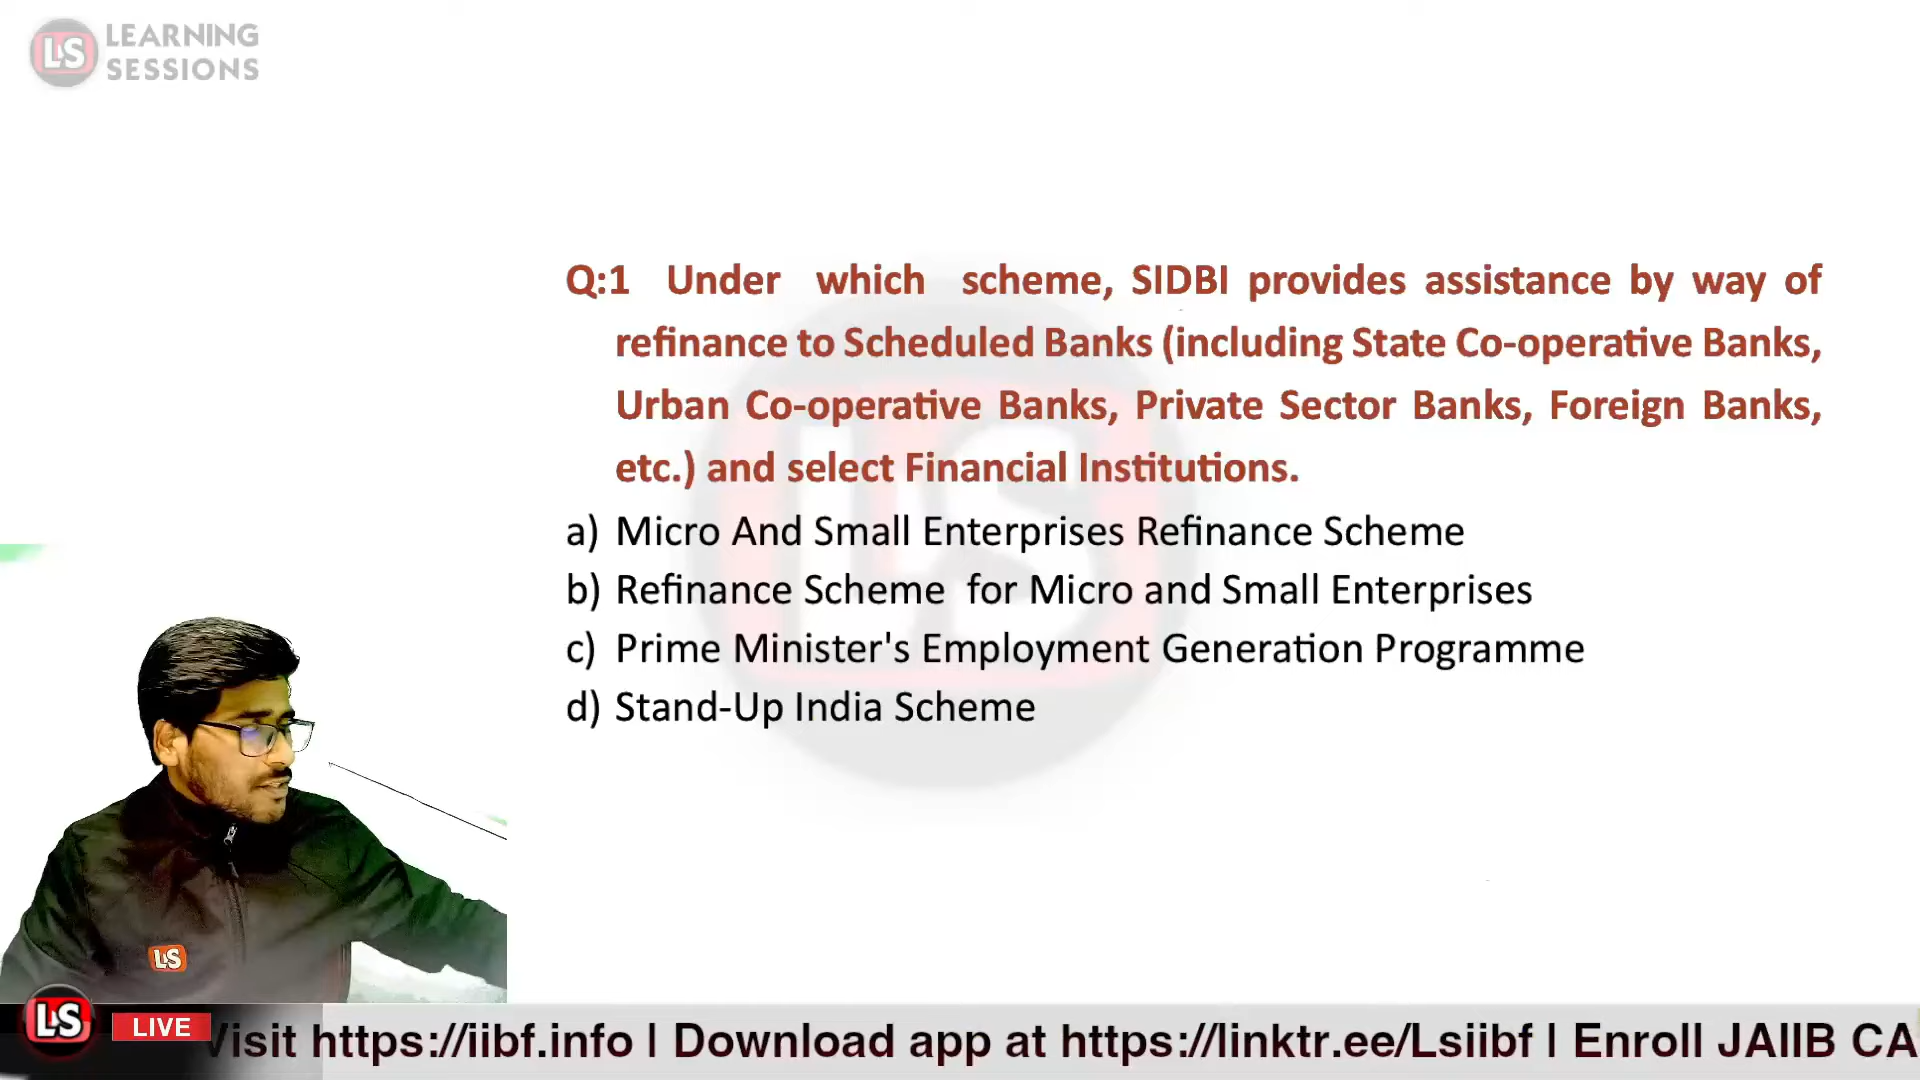 LS LEARNING
SESSIONS
Q:1 Under which scheme, SIDBI provides assistance by way of
refinance to Scheduled Banks (including State Co-operative Banks,
Urban Co-operative Banks, Private Sector Banks, Foreign Banks,
etc.) and select Financial Institutions.
a) Micro And Small Enterprises Refinance Scheme
b) Refinance Scheme for Micro and Small Enterprises
c) Prime Minister's Employment Generation Programme
d) Stand-Up India Scheme
LS
LS LIVE Visit https://iibf.info | Download app at https://linktr.ee/Lsiibf | Enroll JAIIB CA